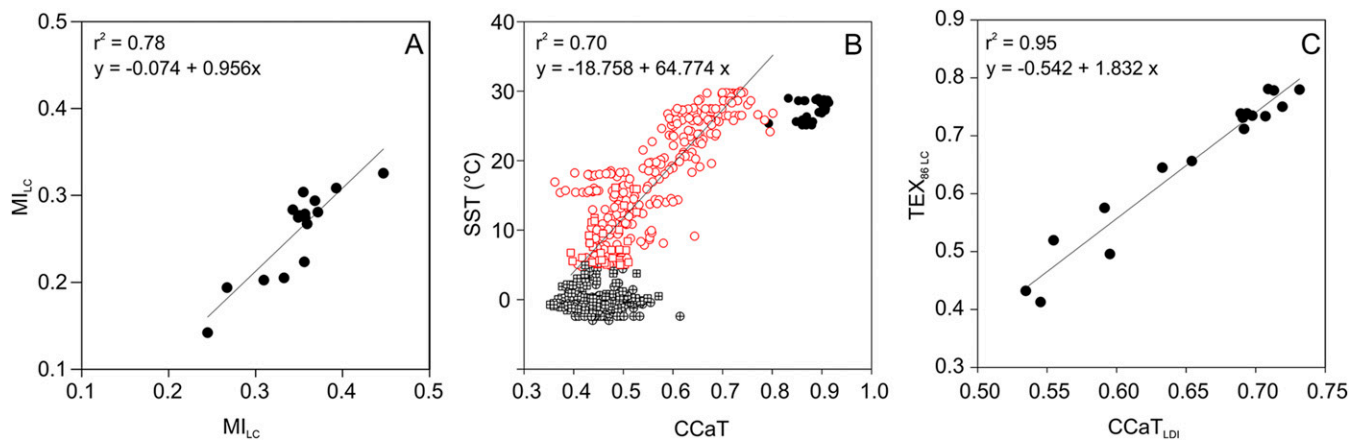 A
r² = 0.78
y = -0.074 + 0.956x
MI_LC
0.5
0.4
0.3
0.2
0.1
0.1 0.2 0.3 0.4 0.5
MI_LC
B
r² = 0.70
y = -18.758 + 64.774 x
SST (°C)
40
30
20
10
0
0.3 0.4 0.5 0.6 0.7 0.8 0.9 1.0
CCaT
C
r² = 0.95
y = -0.542 + 1.832 x
TEX_86 LC
0.9
0.8
0.7
0.6
0.5
0.4
0.3
0.50 0.55 0.60 0.65 0.70 0.75
CCaT_LDI